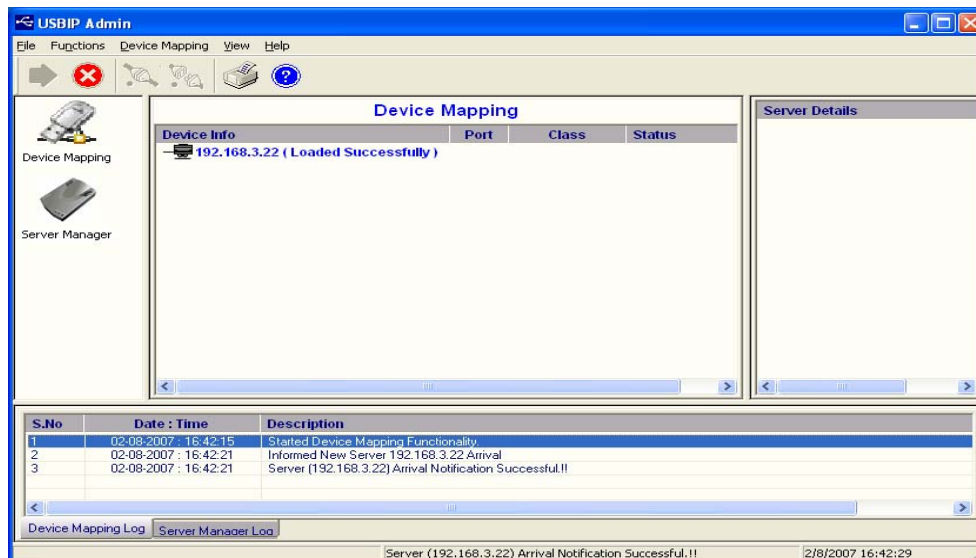 USBIP Admin
File Functions Device Mapping View Help
Device Mapping
Server Manager
Device Mapping
Device Info Port Class Status
192.168.3.22 ( Loaded Successfully )
Server Details
S.No Date : Time Description
1 02-08-2007 : 16:42:15 Started Device Mapping Functionality.
2 02-08-2007 : 16:42:21 Informed New Server 192.168.3.22 Arrival
3 02-08-2007 : 16:42:21 Server (192.168.3.22) Arrival Notification Successful.!!
Device Mapping Log Server Manager Log
Server (192.168.3.22) Arrival Notification Successful.!! 2/8/2007 16:42:29